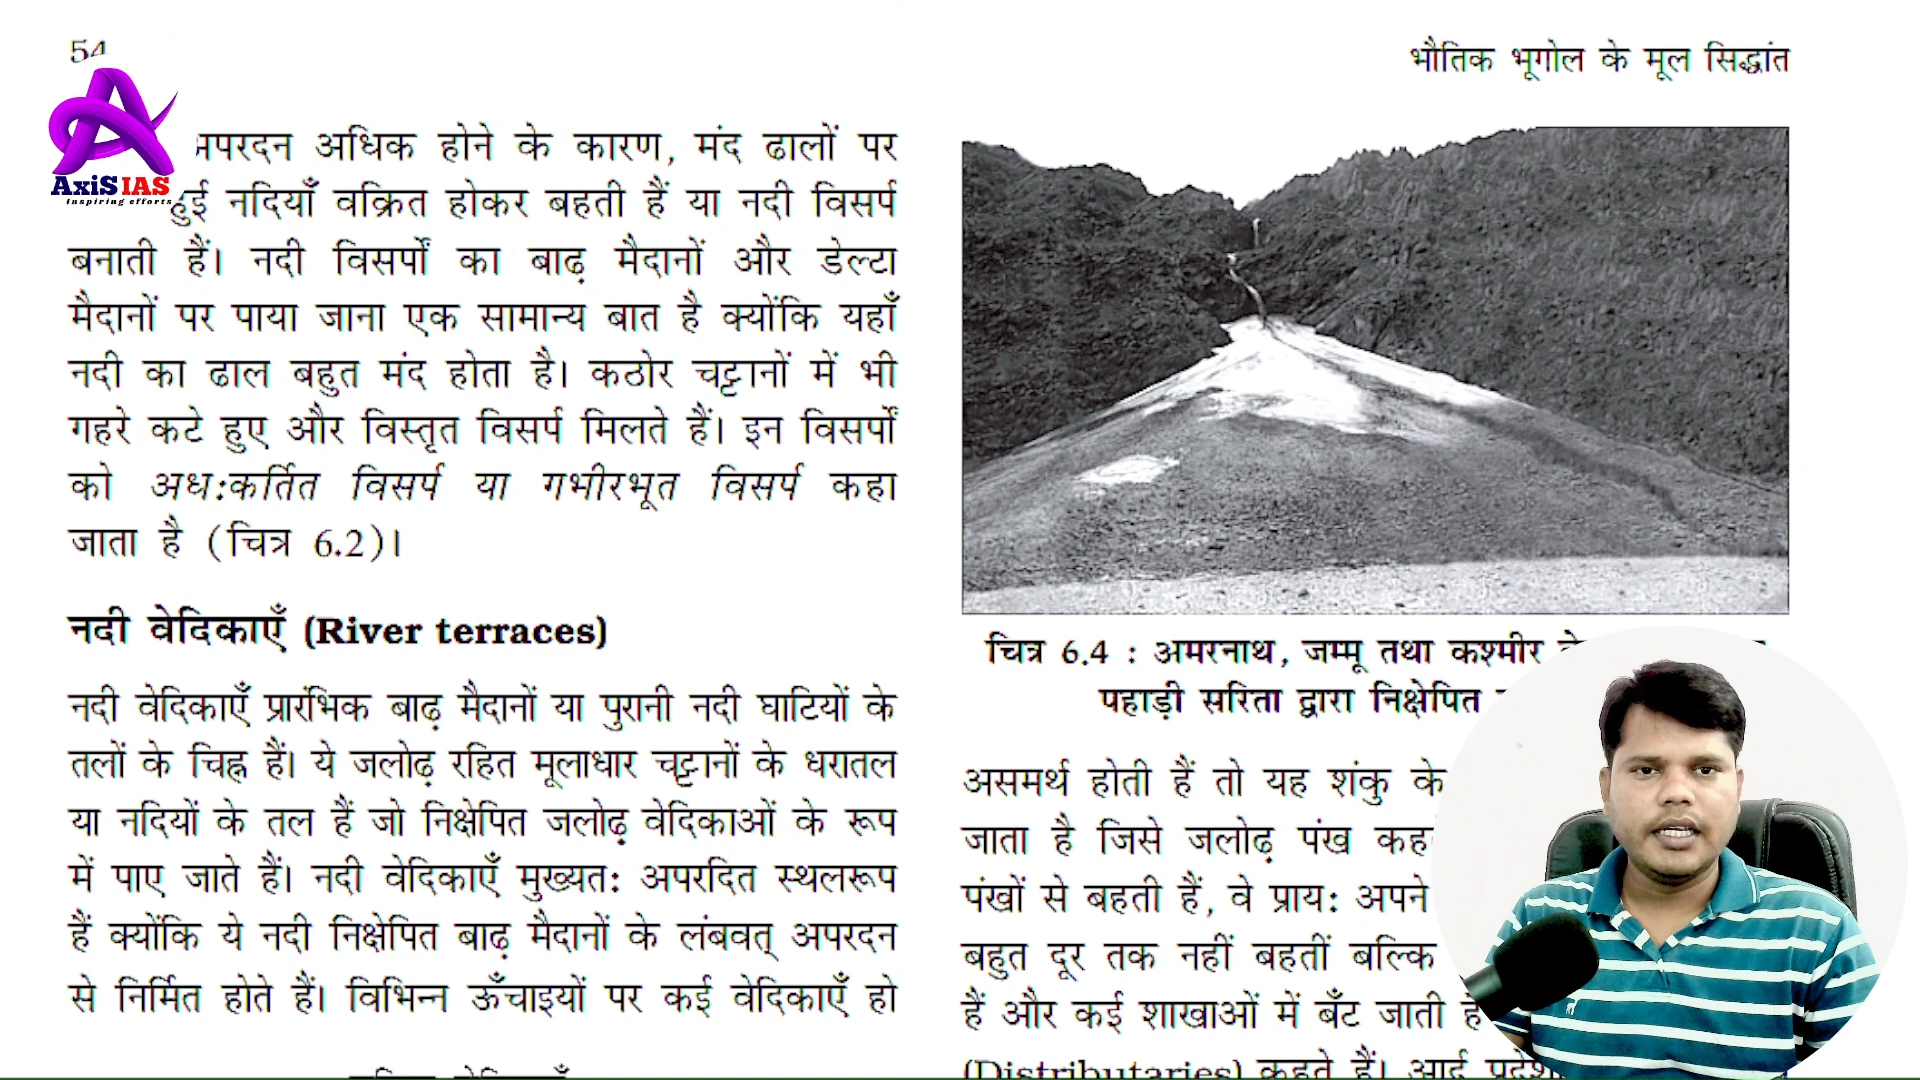 भौतिक भूगोल के मूल सिद्धांत
AxiS IAS
inspiring efforts
अपरदन अधिक होने के कारण, मंद ढालों पर
हुई नदियाँ वक्रित होकर बहती हैं या नदी विसर्प
बनाती हैं। नदी विसर्पों का बाढ़ मैदानों और डेल्टा
मैदानों पर पाया जाना एक सामान्य बात है क्योंकि यहाँ
नदी का ढाल बहुत मंद होता है। कठोर चट्टानों में भी
गहरे कटे हुए और विस्तृत विसर्प मिलते हैं। इन विसर्पों
को अध:कर्तित विसर्प या गभीरभूत विसर्प कहा
जाता है (चित्र 6.2)।
नदी वेदिकाएँ (River terraces)
नदी वेदिकाएँ प्रारंभिक बाढ़ मैदानों या पुरानी नदी घाटियों के
तलों के चिह्न हैं। ये जलोढ़ रहित मूलाधार चट्टानों के धरातल
या नदियों के तल हैं जो निक्षेपित जलोढ़ वेदिकाओं के रूप
में पाए जाते हैं। नदी वेदिकाएँ मुख्यत: अपरदित स्थलरूप
हैं क्योंकि ये नदी निक्षेपित बाढ़ मैदानों के लंबवत् अपरदन
से निर्मित होते हैं। विभिन्न ऊँचाइयों पर कई वेदिकाएँ हो
चित्र 6.4 : अमरनाथ, जम्मू तथा कश्मीर
पहाड़ी सरिता द्वारा निक्षेपित
असमर्थ होती हैं तो यह शंकु के
जाता है जिसे जलोढ़ पंख
पंखों से बहती हैं, वे प्राय: अपने
बहुत दूर तक नहीं बहतीं बल्कि
हैं और कई शाखाओं में बँट जाती
(Distributaries) कहते हैं। आर्द्र